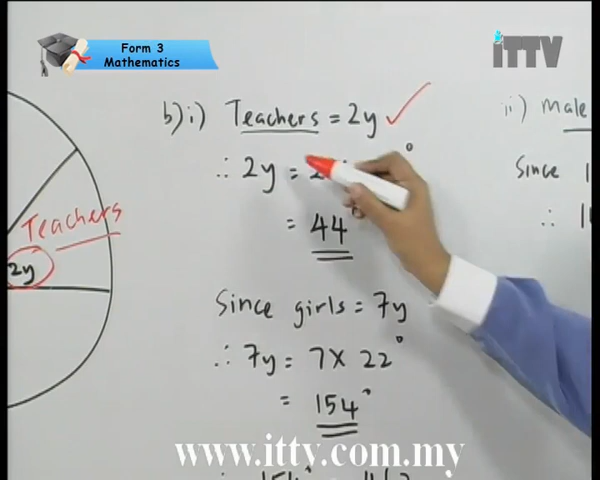 Form 3
Mathematics
iTTV
b) i) Teachers = 2y ✓
∴ 2y =
= 44°
Since girls = 7y
∴ 7y = 7 X 22°
= 154°
Teachers
2y
ii) Male
Since
∴
www.ittv.com.my